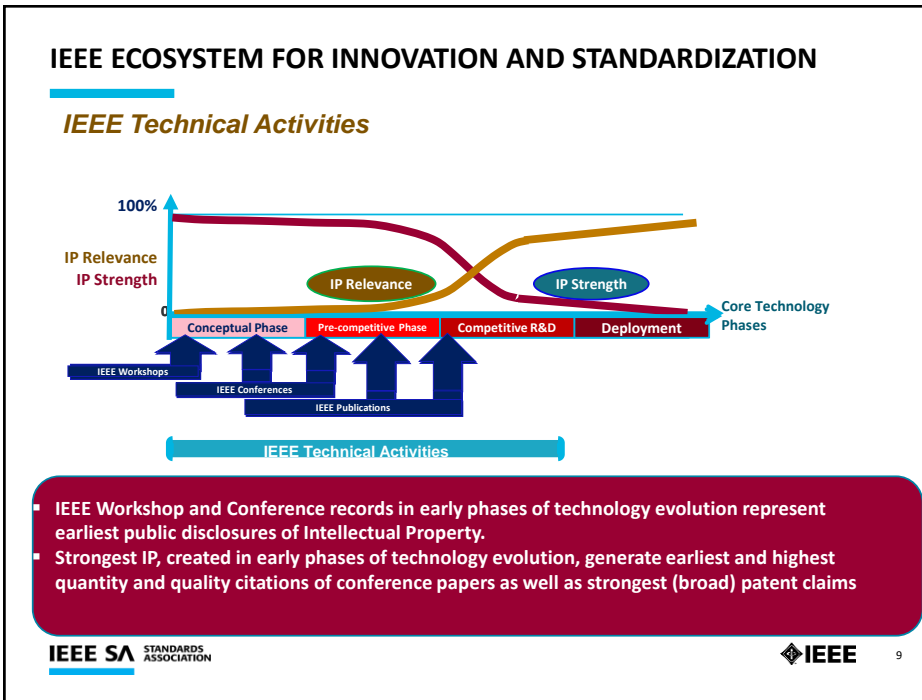 IEEE ECOSYSTEM FOR INNOVATION AND STANDARDIZATION
IEEE Technical Activities
100%
IP Relevance
IP Strength
0
IP Relevance
IP Strength
Core Technology
Phases
Conceptual Phase
Pre-competitive Phase
Competitive R&D
Deployment
IEEE Workshops
IEEE Conferences
IEEE Publications
IEEE Technical Activities
IEEE Workshop and Conference records in early phases of technology evolution represent
earliest public disclosures of Intellectual Property.
Strongest IP, created in early phases of technology evolution, generate earliest and highest
quantity and quality citations of conference papers as well as strongest (broad) patent claims
IEEE SA STANDARDS
ASSOCIATION
IEEE
9